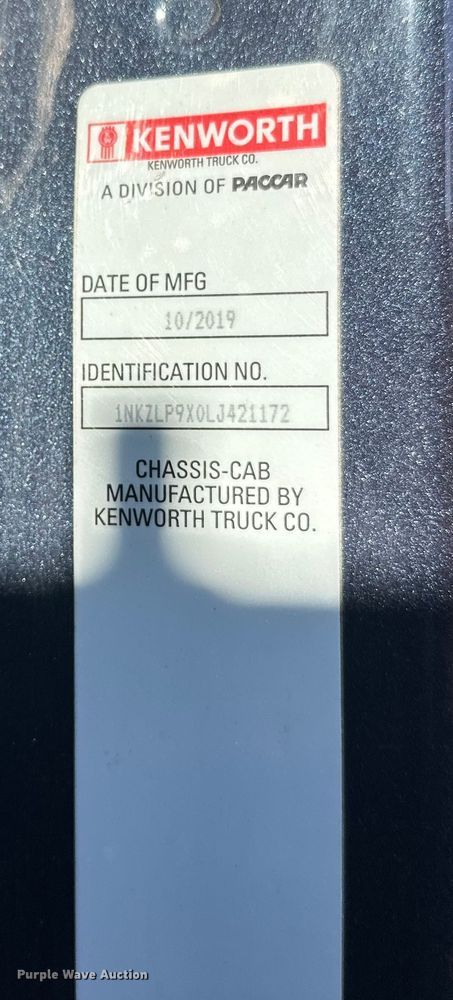 KENWORTH
KENWORTH TRUCK CO.
A DIVISION OF PACCAR
DATE OF MFG
10/2019
IDENTIFICATION NO.
1NKZLP9X0LJ421172
CHASSIS-CAB
MANUFACTURED BY
KENWORTH TRUCK CO.
Purple Wave Auction